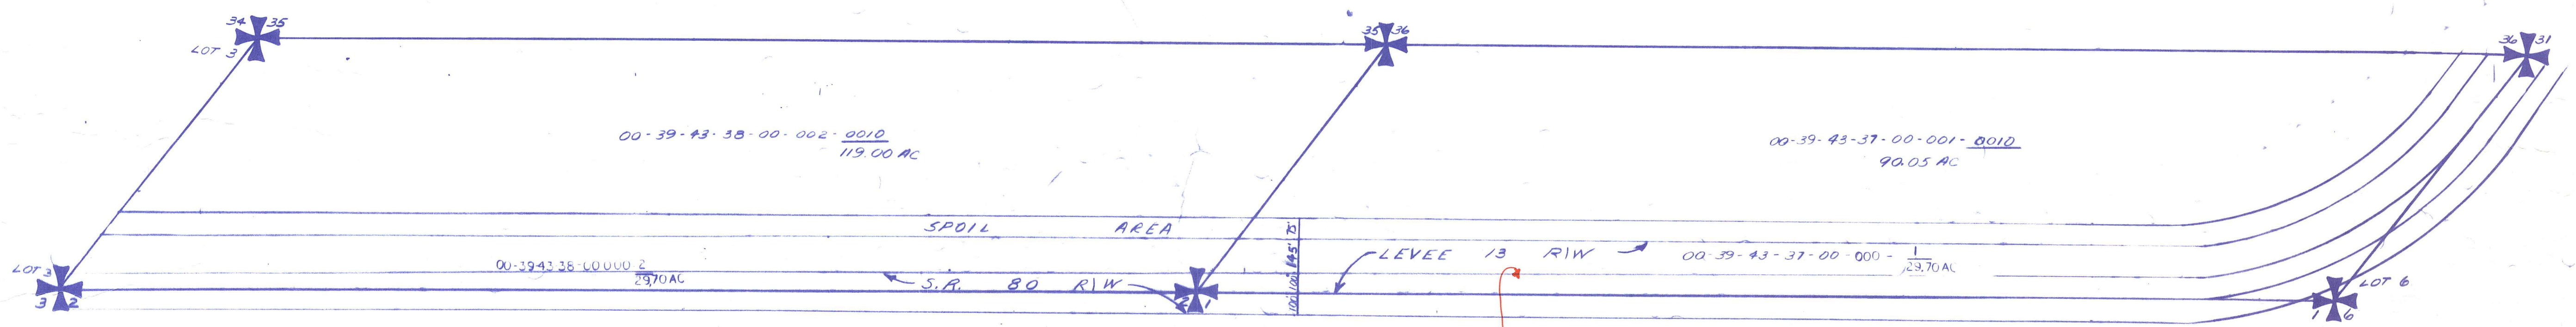 34 35
LOT 3
35 36
36 31
00-39-43-38-00-002-0010
119.00 AC
00-39-43-37-00-001-0010
90.05 AC
SPOIL AREA
75'
145'
100'
100'
LEVEE 13 R/W
00-39-43-37-00-000-1
29.70 AC
00-39-43 38-00 000 2
29.70 AC
S.R. 80 R/W
LOT 3
3 2
2 1
LOT 6
1 6